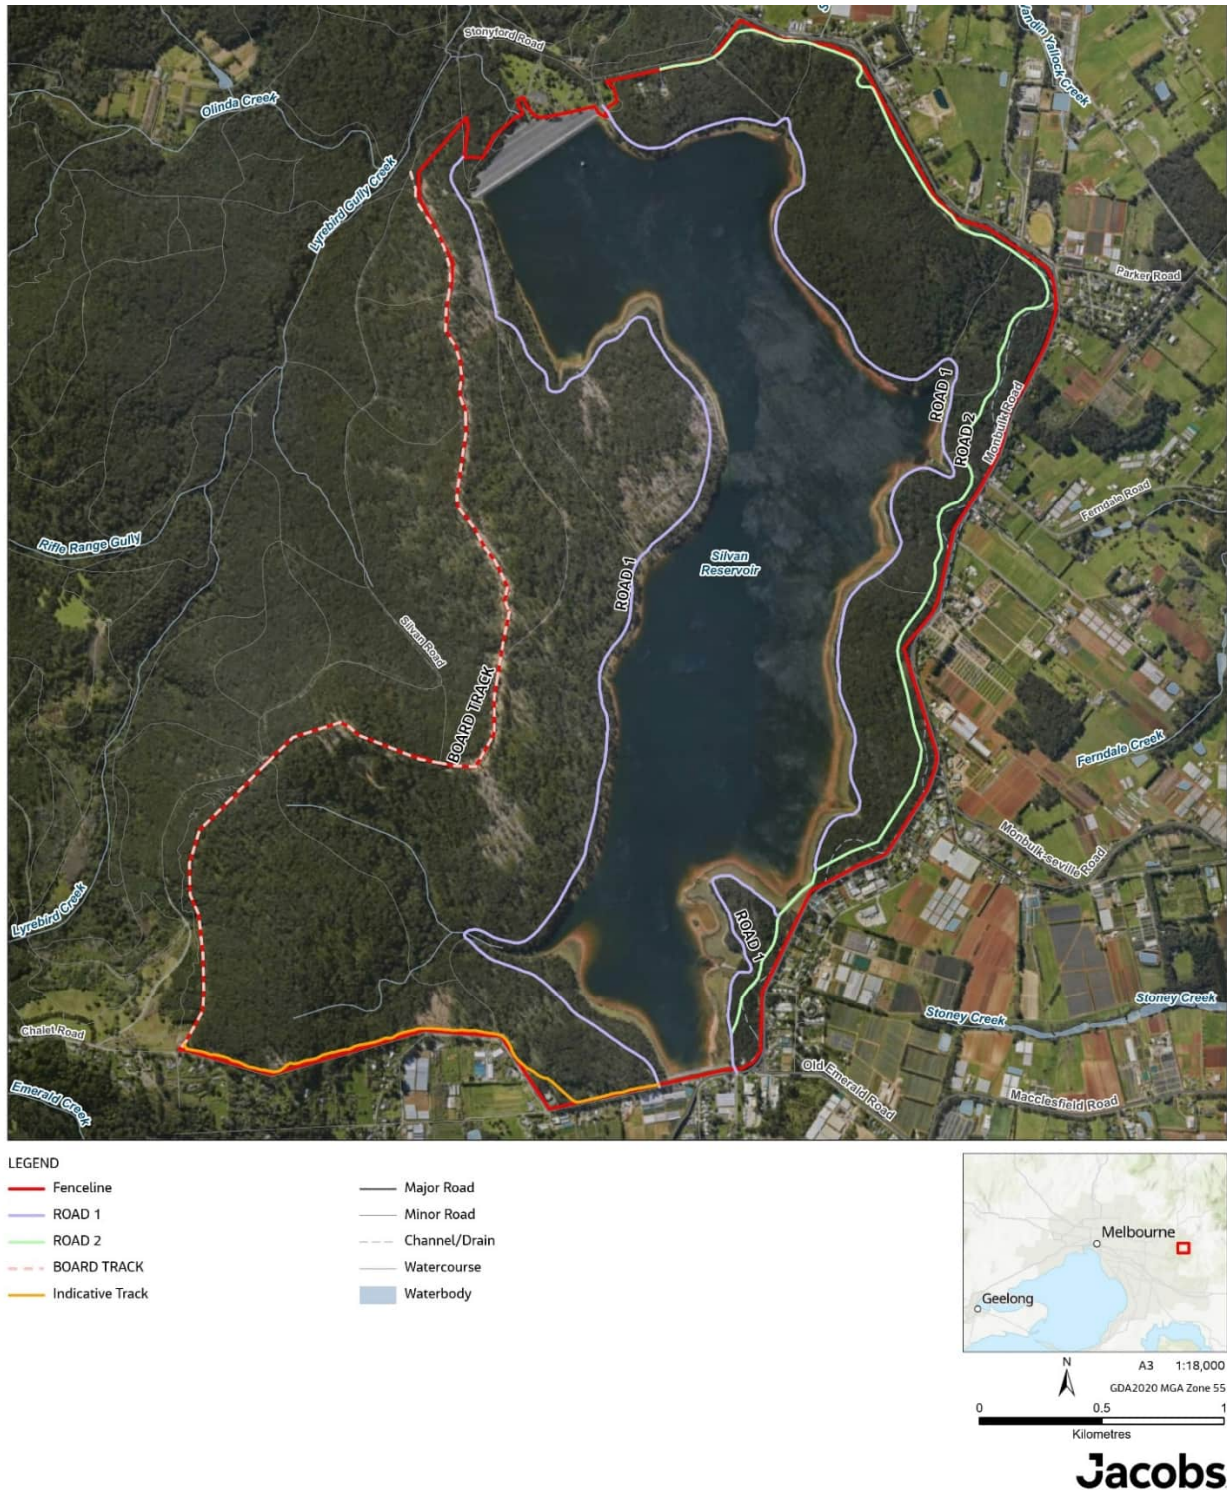 Stonyford Road
Wandin Yallock Creek
Olinda Creek
Lyrebird Gully Creek
Parker Road
ROAD 1
ROAD 2
Monbulk Road
Ferndale Road
Rifle Range Gully
Silvan
Reservoir
ROAD 1
Silvan Road
BOARD TRACK
Ferndale Creek
Monbulk-seville Road
Lyrebird Creek
ROAD 1
Stoney Creek
Stoney Creek
Chalet Road
Old Emerald Road
Macclesfield Road
Emerald Creek
LEGEND
Fenceline
ROAD 1
ROAD 2
BOARD TRACK
Indicative Track
Major Road
Minor Road
Channel/Drain
Watercourse
Waterbody
Melbourne
Geelong
N
A3 1:18,000
GDA2020 MGA Zone 55
0 0.5 1
Kilometres
Jacobs